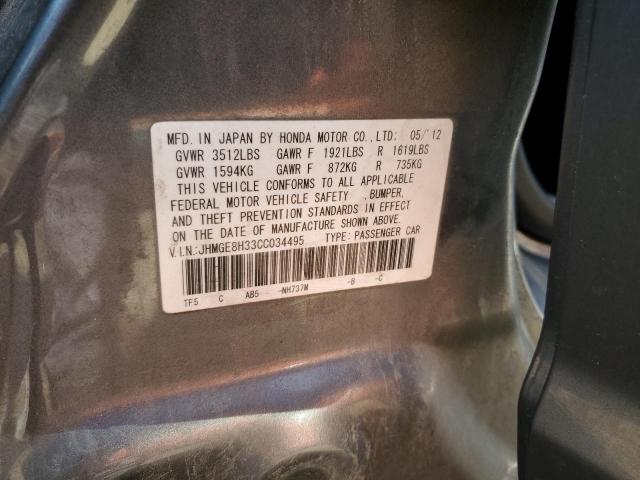 MFD. IN JAPAN BY HONDA MOTOR CO.,LTD: 05/'12
GVWR 3512LBS GAWR F 1921LBS R 1619LBS
GVWR 1594KG GAWR F 872KG R 735KG
THIS VEHICLE CONFORMS TO ALL APPLICABLE
FEDERAL MOTOR VEHICLE SAFETY ,BUMPER,
AND THEFT PREVENTION STANDARDS IN EFFECT
ON THE DATE OF MANUFACTURE SHOWN ABOVE.
V.I.N.:JHMGE8H33CC034495 TYPE: PASSENGER CAR
TF5 C AB5 -NH737M -B -C